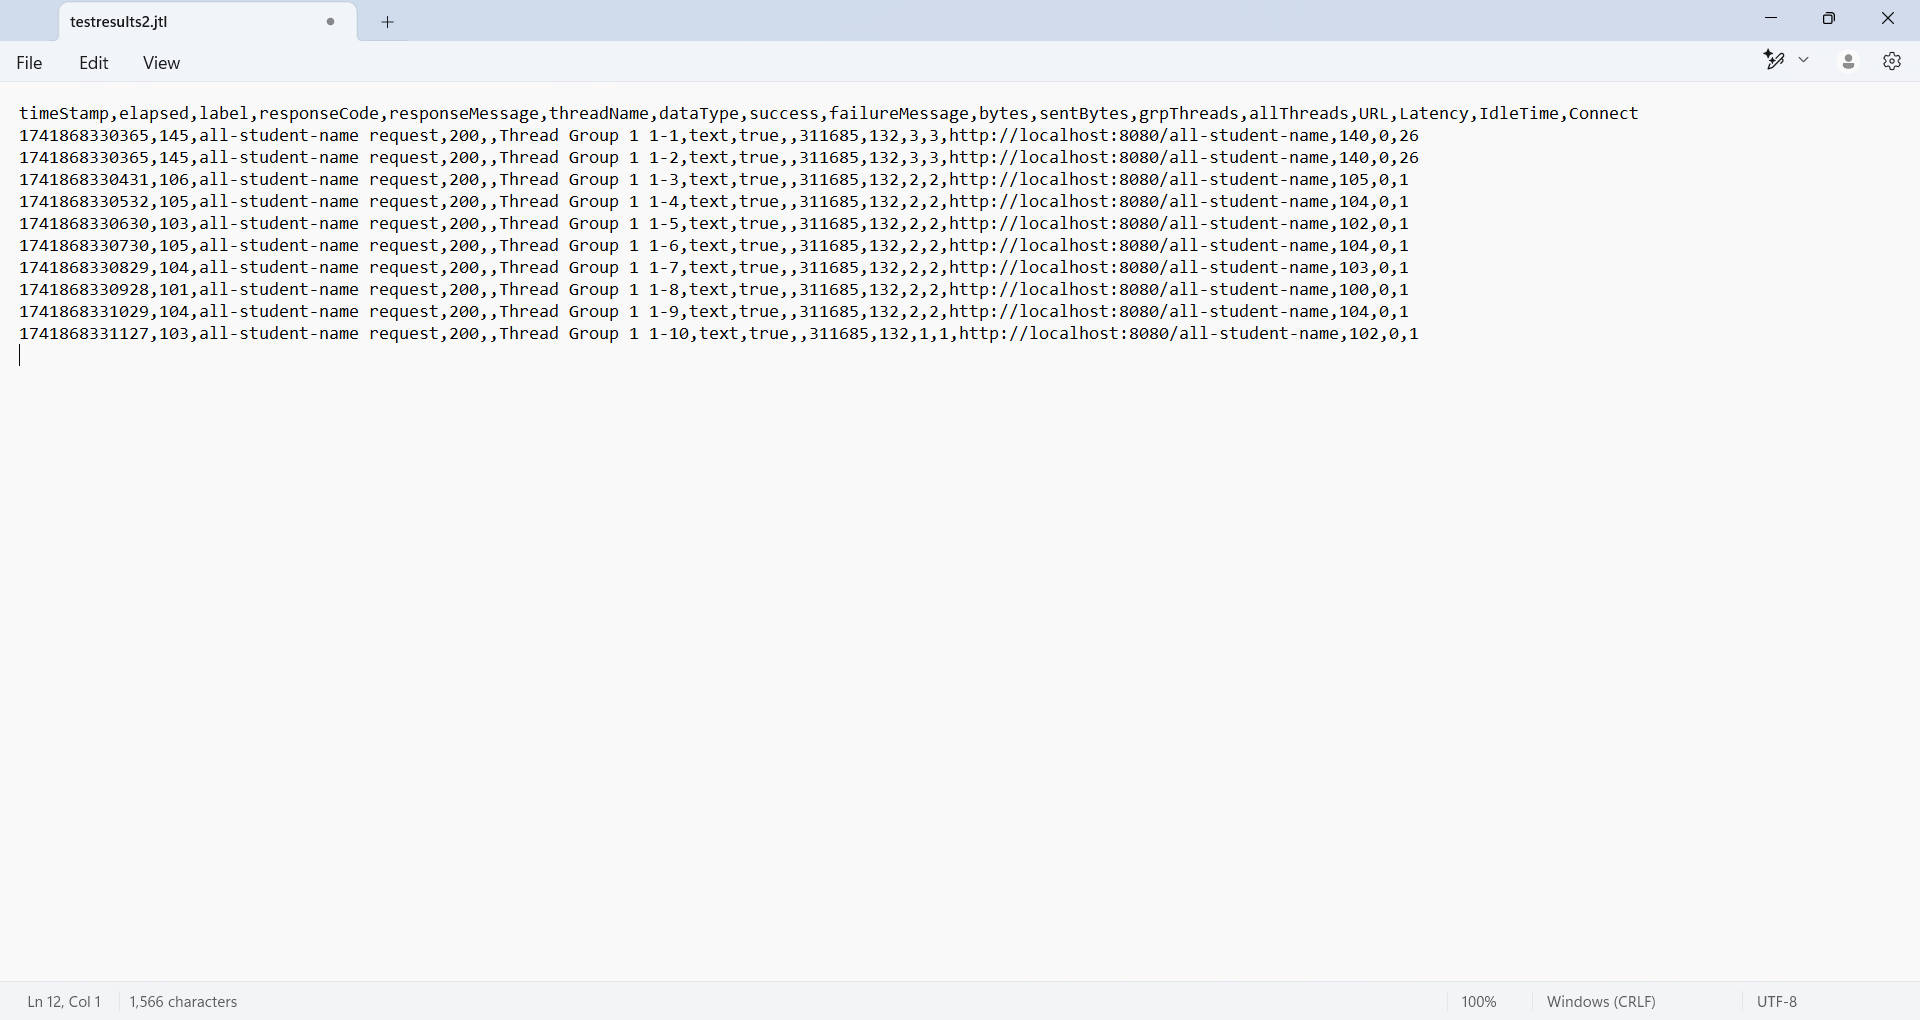 testresults2.jtl
File Edit View
timeStamp,elapsed,label,responseCode,responseMessage,threadName,dataType,success,failureMessage,bytes,sentBytes,grpThreads,allThreads,URL,Latency,IdleTime,Connect
1741868330365,145,all-student-name request,200,,Thread Group 1 1-1,text,true,,311685,132,3,3,http://localhost:8080/all-student-name,140,0,26
1741868330365,145,all-student-name request,200,,Thread Group 1 1-2,text,true,,311685,132,3,3,http://localhost:8080/all-student-name,140,0,26
1741868330431,106,all-student-name request,200,,Thread Group 1 1-3,text,true,,311685,132,2,2,http://localhost:8080/all-student-name,105,0,1
1741868330532,105,all-student-name request,200,,Thread Group 1 1-4,text,true,,311685,132,2,2,http://localhost:8080/all-student-name,104,0,1
1741868330630,103,all-student-name request,200,,Thread Group 1 1-5,text,true,,311685,132,2,2,http://localhost:8080/all-student-name,102,0,1
1741868330730,105,all-student-name request,200,,Thread Group 1 1-6,text,true,,311685,132,2,2,http://localhost:8080/all-student-name,104,0,1
1741868330829,104,all-student-name request,200,,Thread Group 1 1-7,text,true,,311685,132,2,2,http://localhost:8080/all-student-name,103,0,1
1741868330928,101,all-student-name request,200,,Thread Group 1 1-8,text,true,,311685,132,2,2,http://localhost:8080/all-student-name,100,0,1
1741868331029,104,all-student-name request,200,,Thread Group 1 1-9,text,true,,311685,132,2,2,http://localhost:8080/all-student-name,104,0,1
1741868331127,103,all-student-name request,200,,Thread Group 1 1-10,text,true,,311685,132,1,1,http://localhost:8080/all-student-name,102,0,1
Ln 12, Col 1 1,566 characters 100% Windows (CRLF) UTF-8